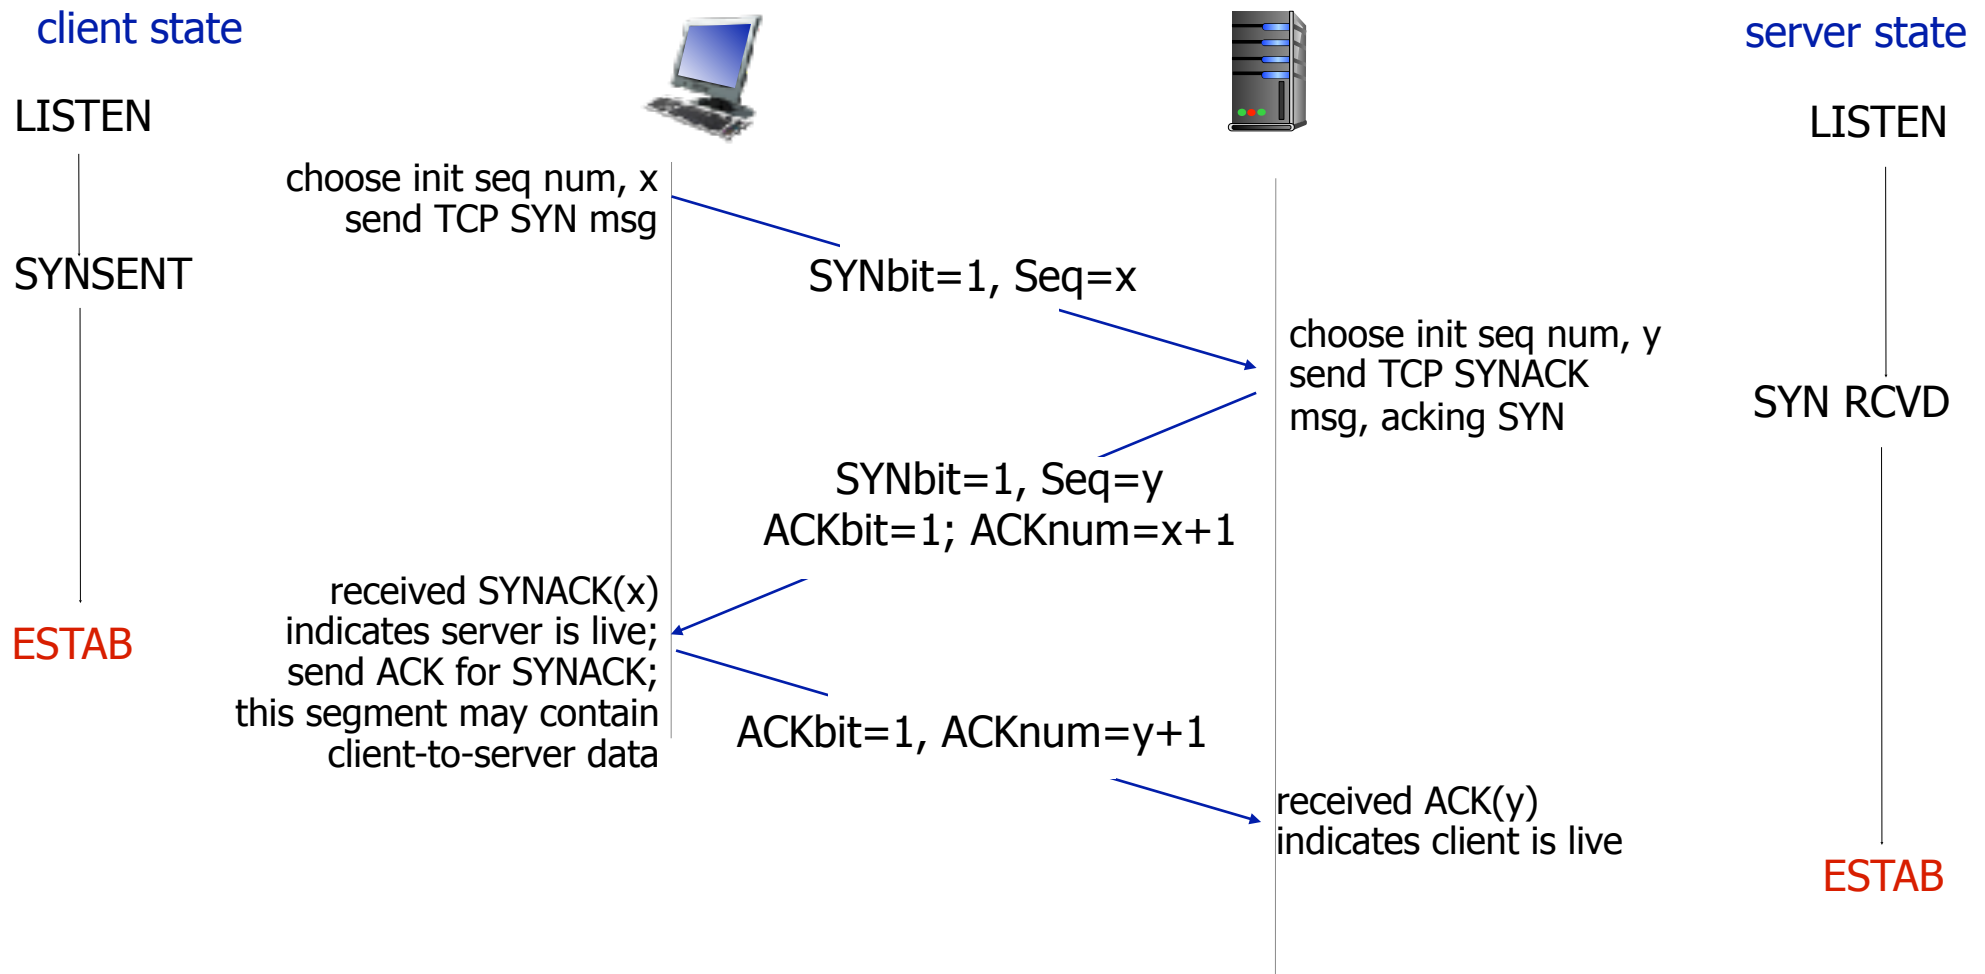 client state
server state
LISTEN
LISTEN
choose init seq num, x
send TCP SYN msg
SYNSENT
SYNbit=1, Seq=x
choose init seq num, y
send TCP SYNACK
msg, acking SYN
SYN RCVD
SYNbit=1, Seq=y
ACKbit=1; ACKnum=x+1
received SYNACK(x)
indicates server is live;
send ACK for SYNACK;
this segment may contain
client-to-server data
ESTAB
ACKbit=1, ACKnum=y+1
received ACK(y)
indicates client is live
ESTAB